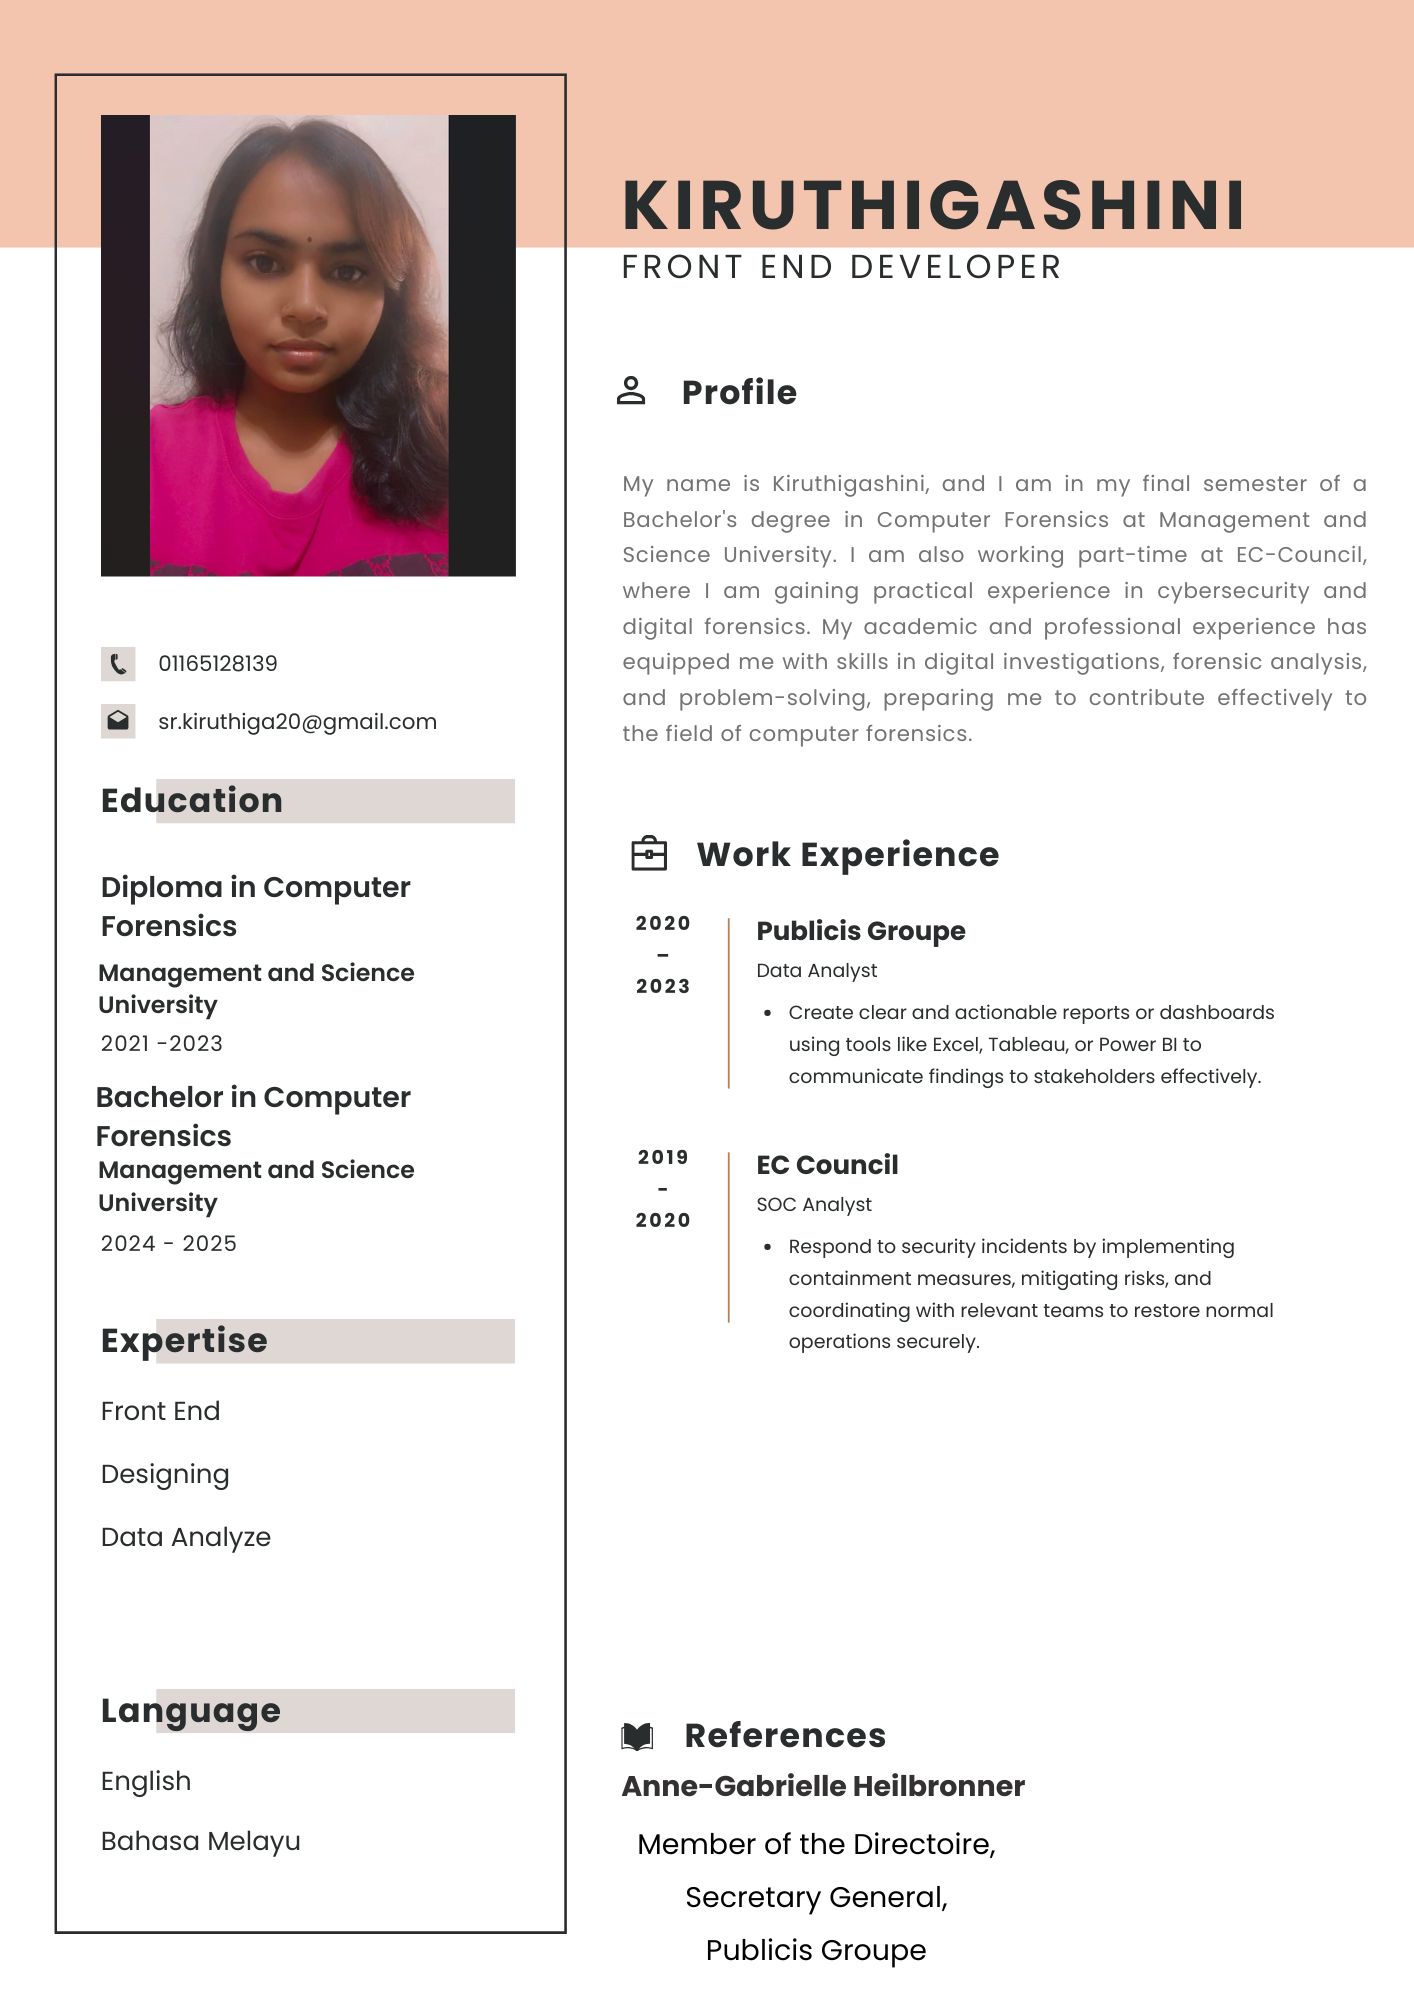 KIRUTHIGASHINI
FRONT END DEVELOPER
01165128139
sr.kiruthiga20@gmail.com
Education
Diploma in Computer
Forensics
Management and Science
University
2021 -2023
Bachelor in Computer
Forensics
Management and Science
University
2024 - 2025
Expertise
Front End
Designing
Data Analyze
Language
English
Bahasa Melayu
Profile
My name is Kiruthigashini, and I am in my final semester of a
Bachelor's degree in Computer Forensics at Management and
Science University. I am also working part-time at EC-Council,
where I am gaining practical experience in cybersecurity and
digital forensics. My academic and professional experience has
equipped me with skills in digital investigations, forensic analysis,
and problem-solving, preparing me to contribute effectively to
the field of computer forensics.
Work Experience
2020
-
2023
Publicis Groupe
Data Analyst
• Create clear and actionable reports or dashboards
using tools like Excel, Tableau, or Power BI to
communicate findings to stakeholders effectively.
2019
-
2020
EC Council
SOC Analyst
• Respond to security incidents by implementing
containment measures, mitigating risks, and
coordinating with relevant teams to restore normal
operations securely.
References
Anne-Gabrielle Heilbronner
Member of the Directoire,
Secretary General,
Publicis Groupe